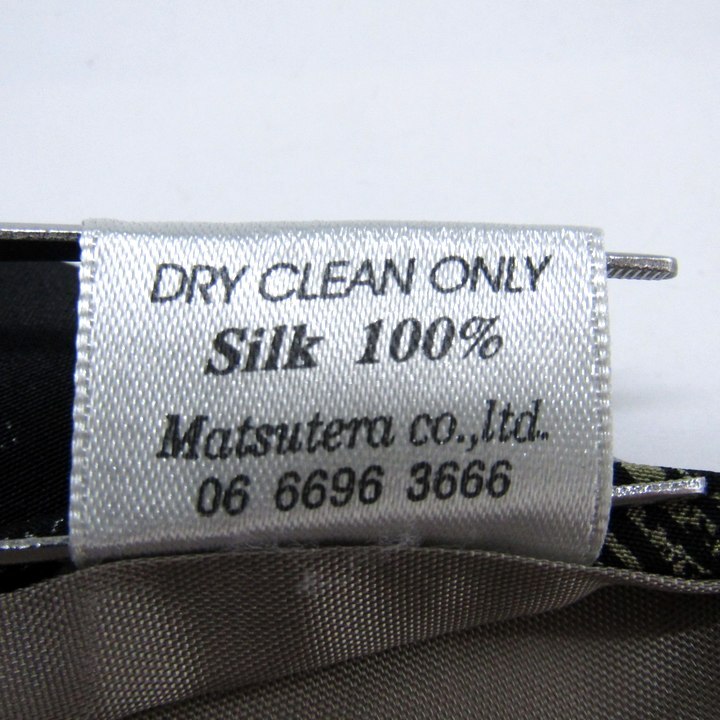 DRY CLEAN ONLY
Silk 100%
Matsutera co.,ltd.
06 6696 3666